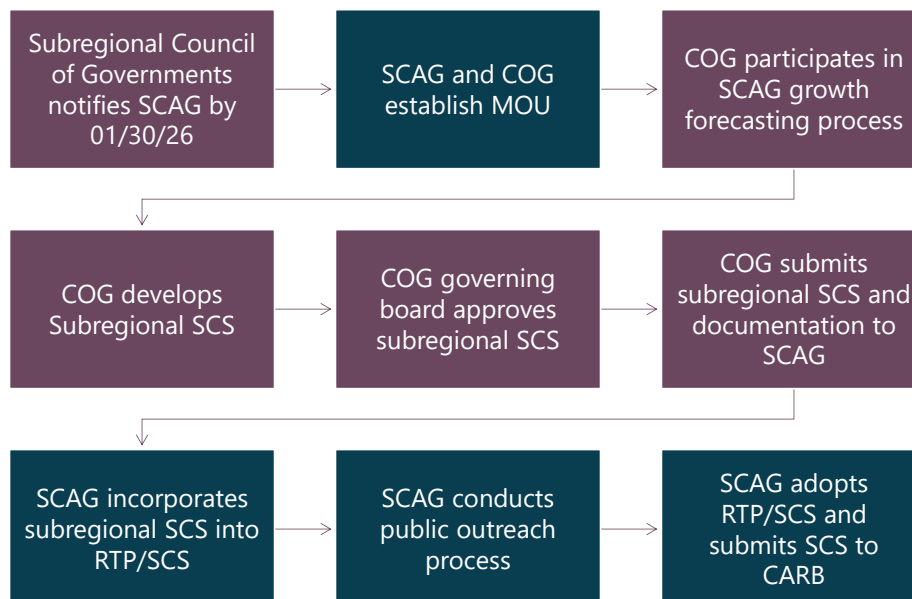 Subregional Council
of Governments
notifies SCAG by
01/30/26
SCAG and COG
establish MOU
COG participates in
SCAG growth
forecasting process
COG develops
Subregional SCS
COG governing
board approves
subregional SCS
COG submits
subregional SCS and
documentation to
SCAG
SCAG incorporates
subregional SCS into
RTP/SCS
SCAG conducts
public outreach
process
SCAG adopts
RTP/SCS and
submits SCS to
CARB